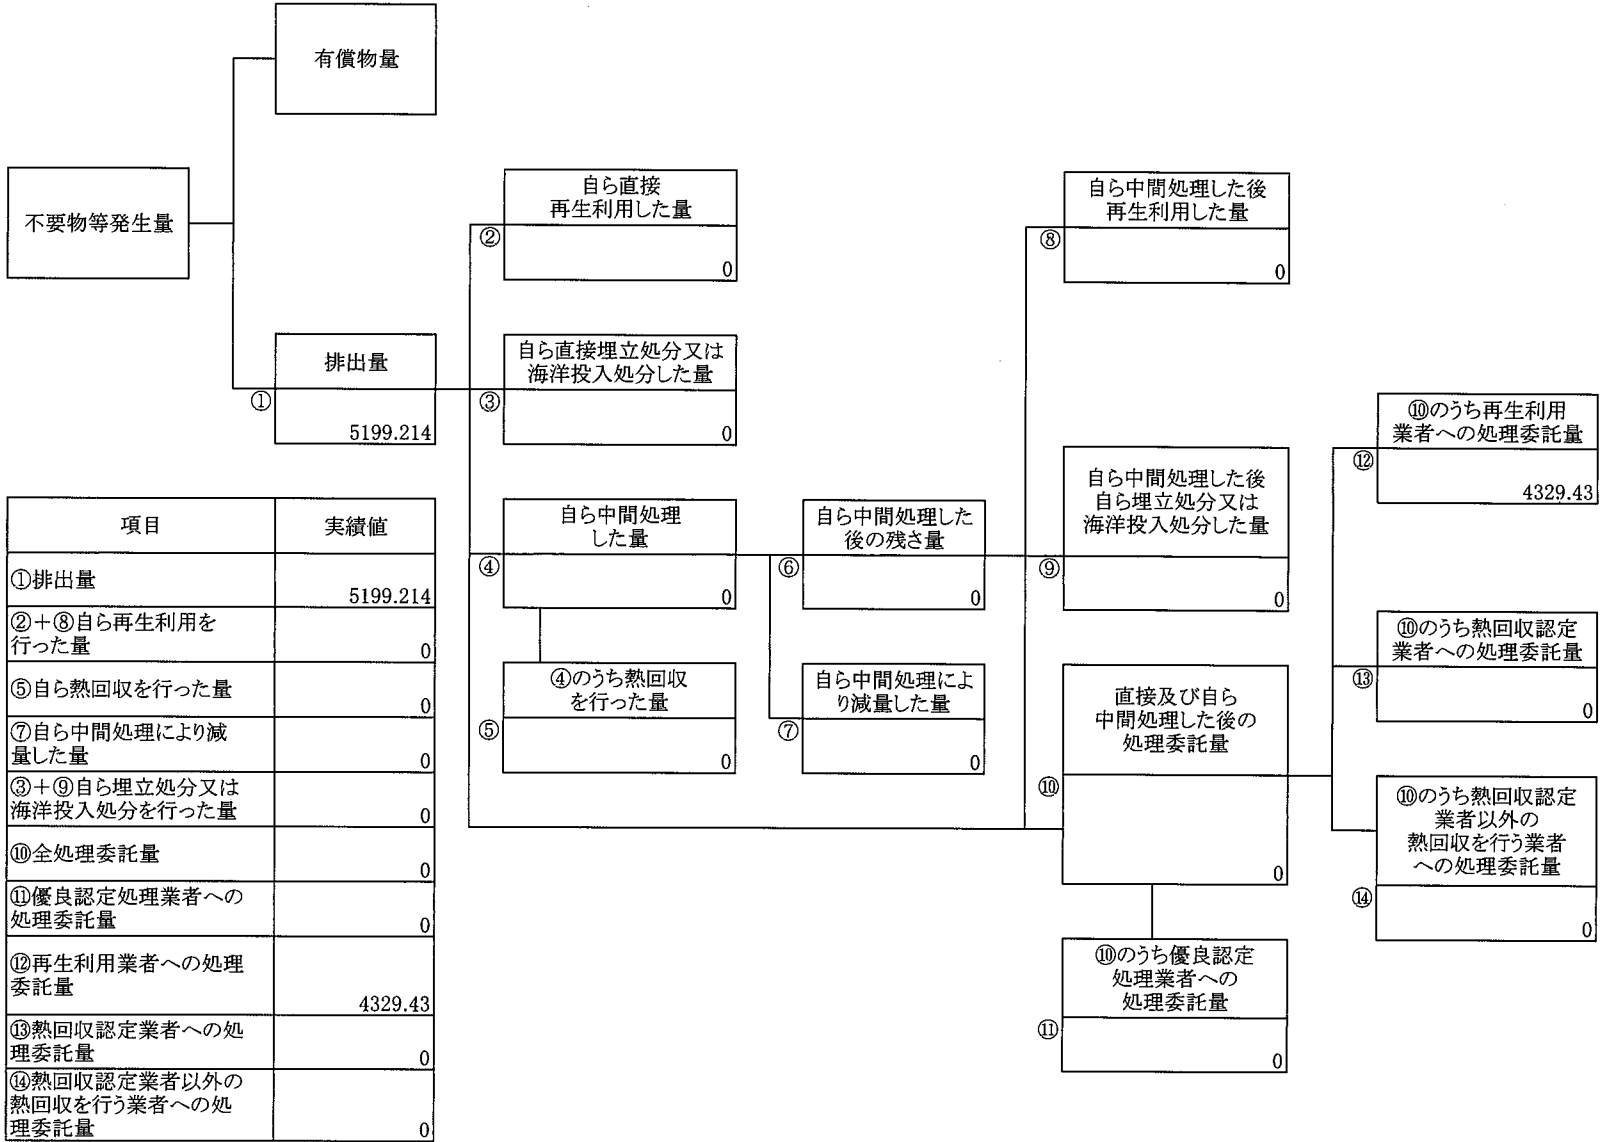 有償物量
不要物等発生量
排出量
①
5199.214
自ら直接
再生利用した量
②
0
自ら直接埋立処分又は
海洋投入処分した量
③
0
自ら中間処理
した量
④
0
④のうち熱回収
を行った量
⑤
0
自ら中間処理した
後の残さ量
⑥
0
自ら中間処理によ
り減量した量
⑦
0
自ら中間処理した後
再生利用した量
⑧
0
自ら中間処理した後
自ら埋立処分又は
海洋投入処分した量
⑨
0
直接及び自ら
中間処理した後の
処理委託量
⑩
0
⑩のうち優良認定
処理業者への
処理委託量
⑪
0
⑩のうち再生利用
業者への処理委託量
⑫
4329.43
⑩のうち熱回収認定
業者への処理委託量
⑬
0
⑩のうち熱回収認定
業者以外の
熱回収を行う業者
への処理委託量
⑭
0
項目 実績値
①排出量
5199.214
②+⑧自ら再生利用を
行った量
0
⑤自ら熱回収を行った量
0
⑦自ら中間処理により減
量した量
0
③+⑨自ら埋立処分又は
海洋投入処分を行った量
0
⑩全処理委託量
0
⑪優良認定処理業者への
処理委託量
0
⑫再生利用業者への処理
委託量
4329.43
⑬熱回収認定業者への処
理委託量
0
⑭熱回収認定業者以外の
熱回収を行う業者への処
理委託量
0